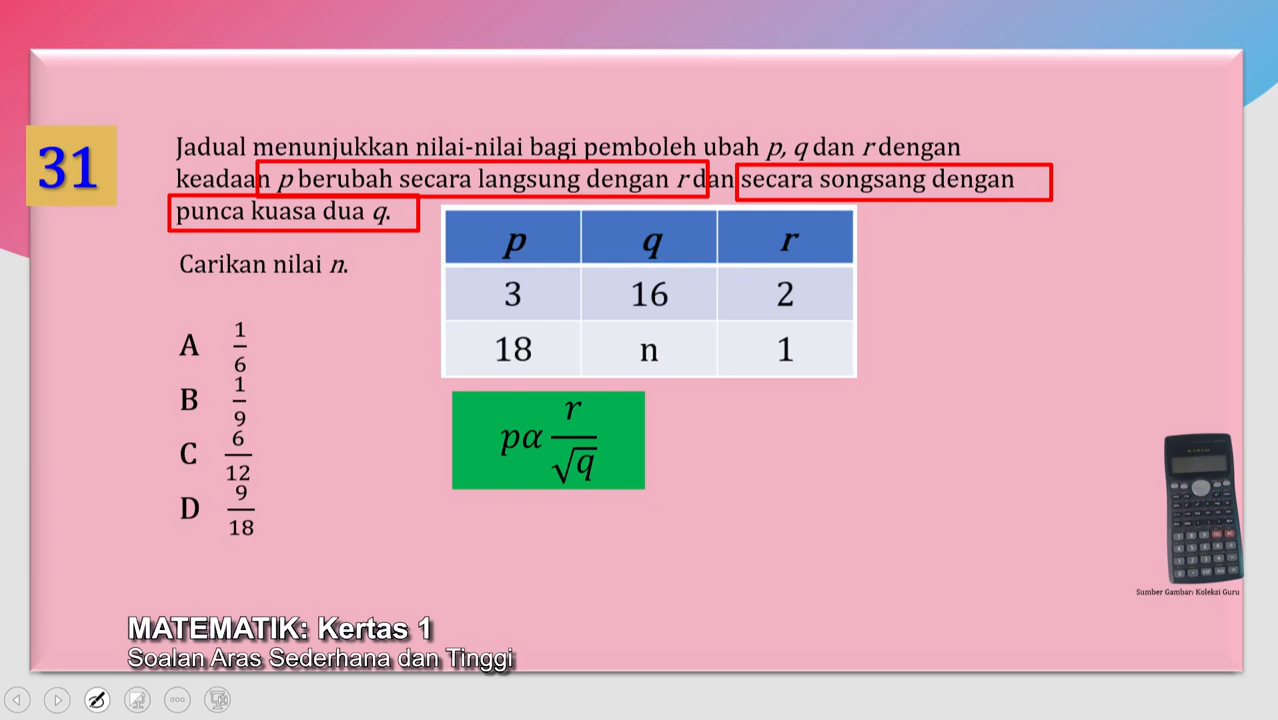 31
Jadual menunjukkan nilai-nilai bagi pemboleh ubah p, q dan r dengan
keadaan p berubah secara langsung dengan r dan secara songsang dengan
punca kuasa dua q.
Carikan nilai n.
p q r
3 16 2
18 n 1
A 1/6
B 1/9
C 6/12
D 9/18
pα r/√q
Sumber Gambar: Koleksi Guru
MATEMATIK: Kertas 1
Soalan Aras Sederhana dan Tinggi